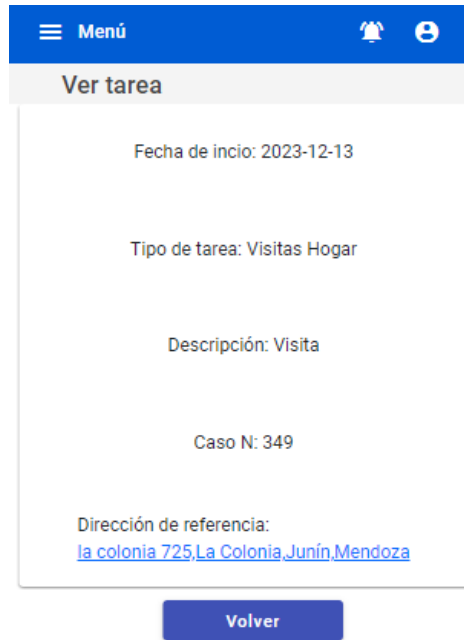 Menú
Ver tarea
Fecha de incio: 2023-12-13
Tipo de tarea: Visitas Hogar
Descripción: Visita
Caso N: 349
Dirección de referencia:
la colonia 725,La Colonia,Junín,Mendoza
Volver